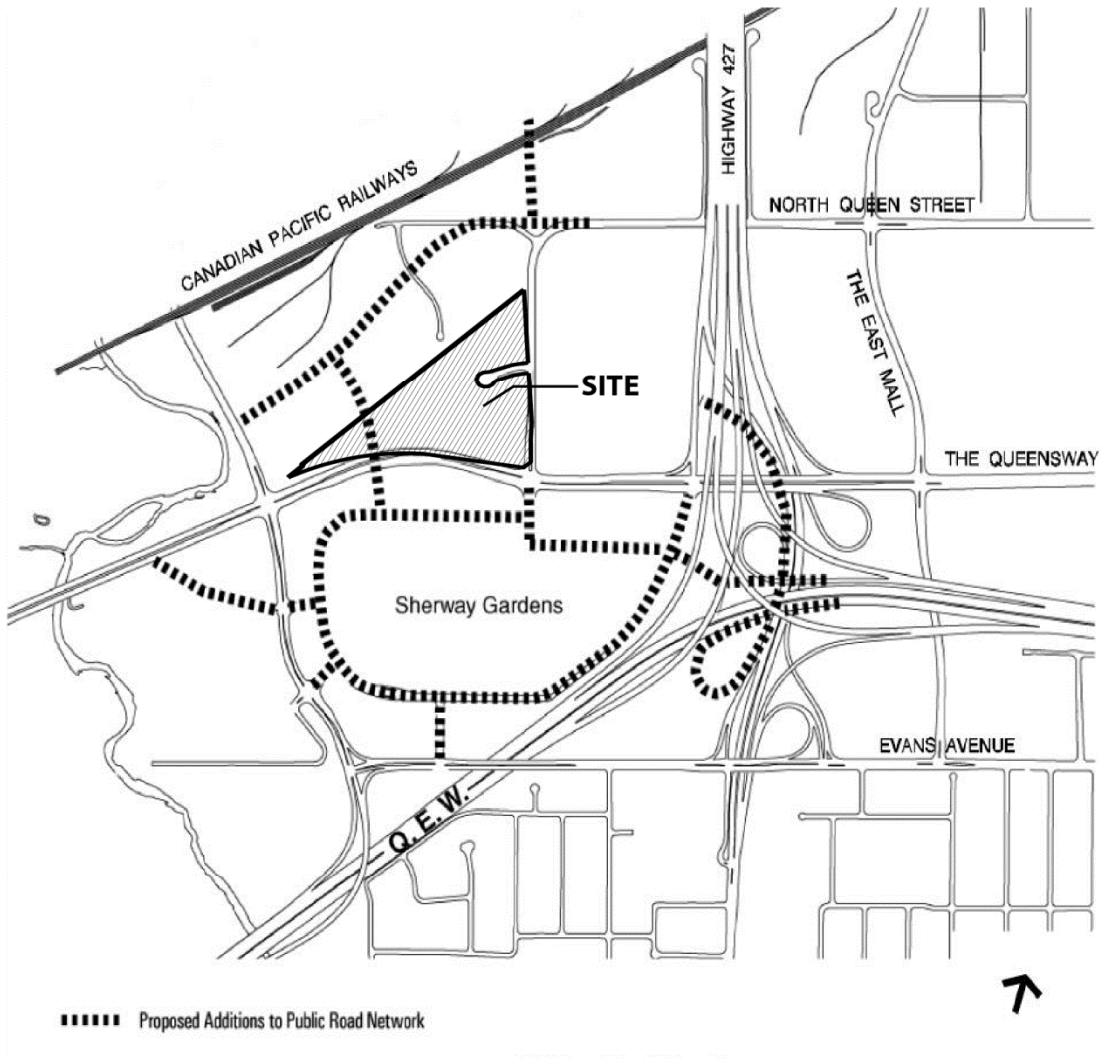 HIGHWAY 427
CANADIAN PACIFIC RAILWAYS
NORTH QUEEN STREET
THE EAST MALL
SITE
THE QUEENSWAY
Sherway Gardens
EVANS AVENUE
Q.E.W.
Proposed Additions to Public Road Network